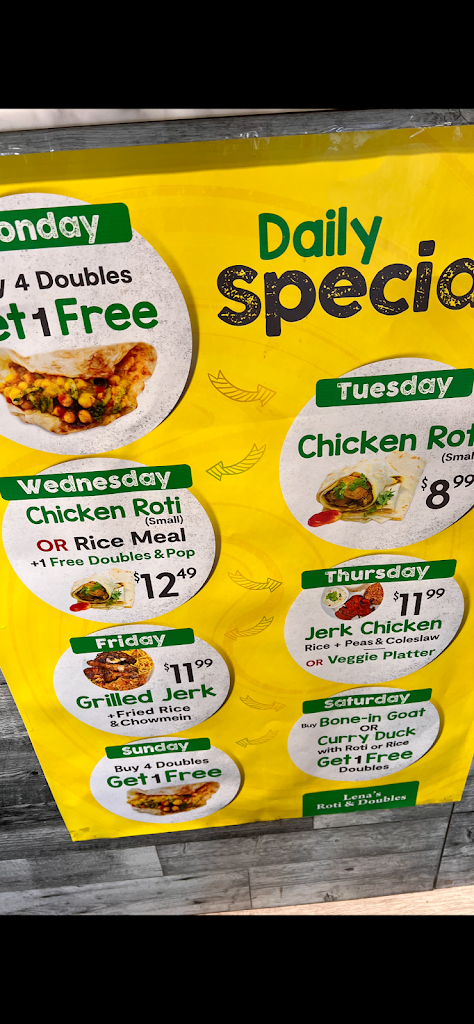 onday
y 4 Doubles
et 1 Free
Daily
Specia
Tuesday
Chicken Rot
(Smal
$8 99
Wednesday
Chicken Roti
(Small)
OR Rice Meal
+1 Free Doubles & Pop
$12 49
Thursday
$11 99
Jerk Chicken
Rice + Peas & Coleslaw
OR Veggie Platter
Friday
$11 99
Grilled Jerk
+Fried Rice
& Chowmein
Saturday
Buy Bone-in Goat
OR
Curry Duck
with Roti or Rice
Get 1 Free
Doubles
Sunday
Buy 4 Doubles
Get 1 Free
Lena's
Roti & Doubles